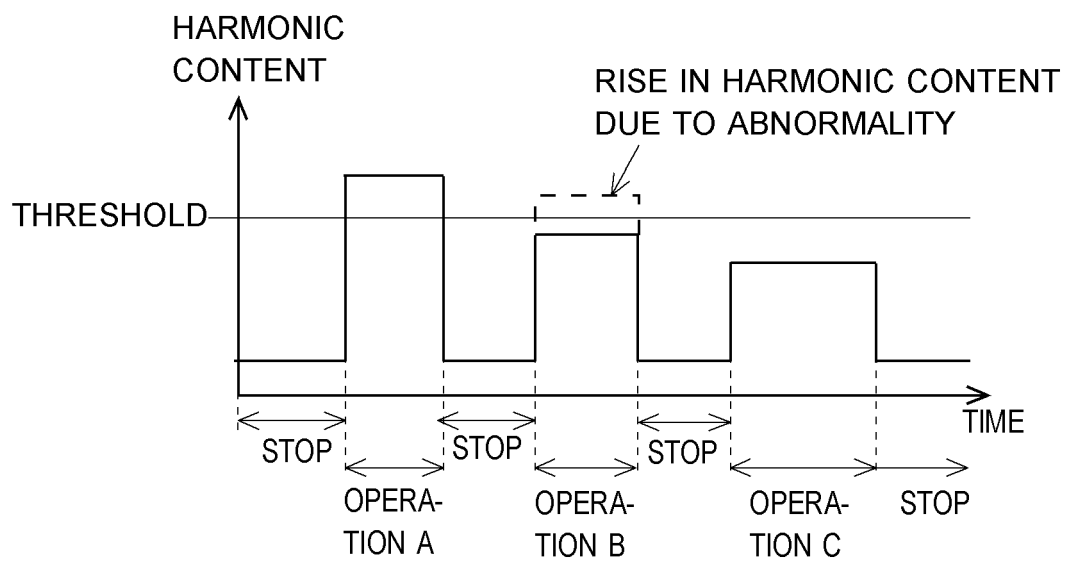 HARMONIC
CONTENT
RISE IN HARMONIC CONTENT
DUE TO ABNORMALITY
THRESHOLD
TIME
STOP
STOP
STOP
OPERA-
TION A
OPERA-
TION B
OPERA-
TION C
STOP